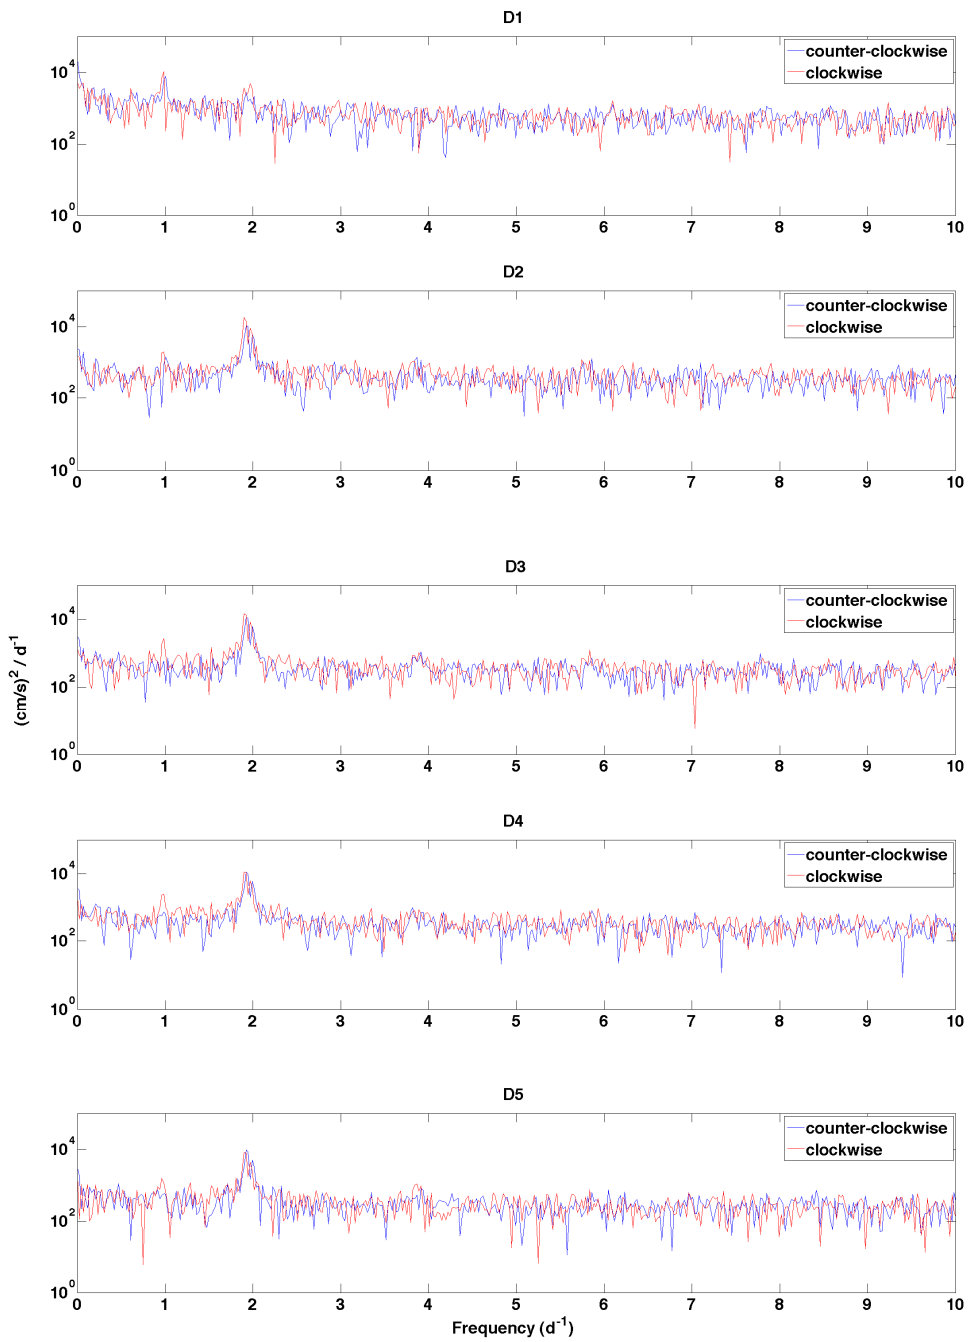 D1
counter-clockwise
clockwise
10^4
10^2
10^0
0 1 2 3 4 5 6 7 8 9 10
D2
counter-clockwise
clockwise
10^4
10^2
10^0
0 1 2 3 4 5 6 7 8 9 10
D3
counter-clockwise
clockwise
10^4
10^2
10^0
0 1 2 3 4 5 6 7 8 9 10
(cm/s)^2 / d^-1
D4
counter-clockwise
clockwise
10^4
10^2
10^0
0 1 2 3 4 5 6 7 8 9 10
D5
counter-clockwise
clockwise
10^4
10^2
10^0
0 1 2 3 4 5 6 7 8 9 10
Frequency (d^-1)